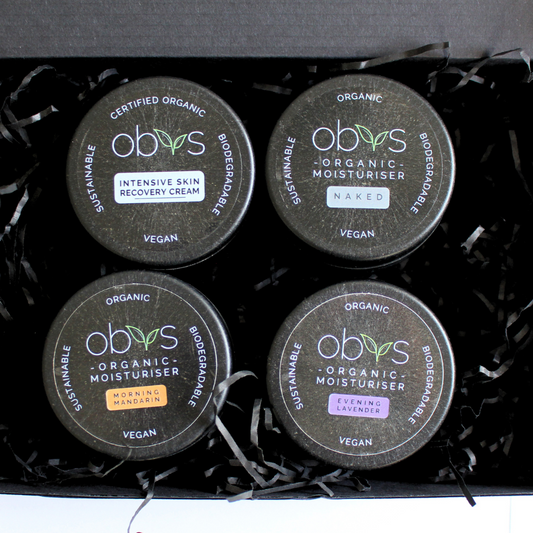 CERTIFIED ORGANIC
SUSTAINABLE
obvs
BIODEGRADABLE
INTENSIVE SKIN
RECOVERY CREAM
VEGAN
ORGANIC
SUSTAINABLE
obvs
BIODEGRADABLE
-ORGANIC-
MOISTURISER
NAKED
VEGAN
ORGANIC
SUSTAINABLE
obvs
BIODEGRADABLE
-ORGANIC-
MOISTURISER
MORNING
MANDARIN
VEGAN
ORGANIC
SUSTAINABLE
obvs
BIODEGRADABLE
-ORGANIC-
MOISTURISER
EVENING
LAVENDER
VEGAN